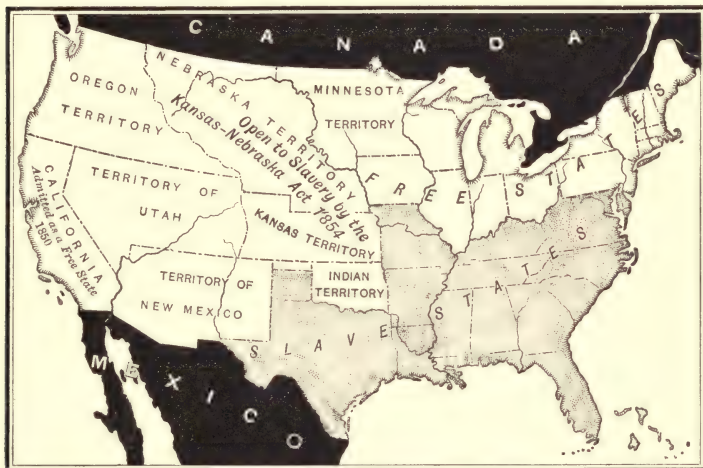 CANADA
OREGON
TERRITORY
NEBRASKA TERRITORY
Open to Slavery by the
Kansas-Nebraska Act 1854
MINNESOTA
TERRITORY
FREE STATES
CALIFORNIA
Admitted as a Free State
1850
TERRITORY OF
UTAH
KANSAS TERRITORY
INDIAN
TERRITORY
TERRITORY OF
NEW MEXICO
SLAVE STATES
MEXICO